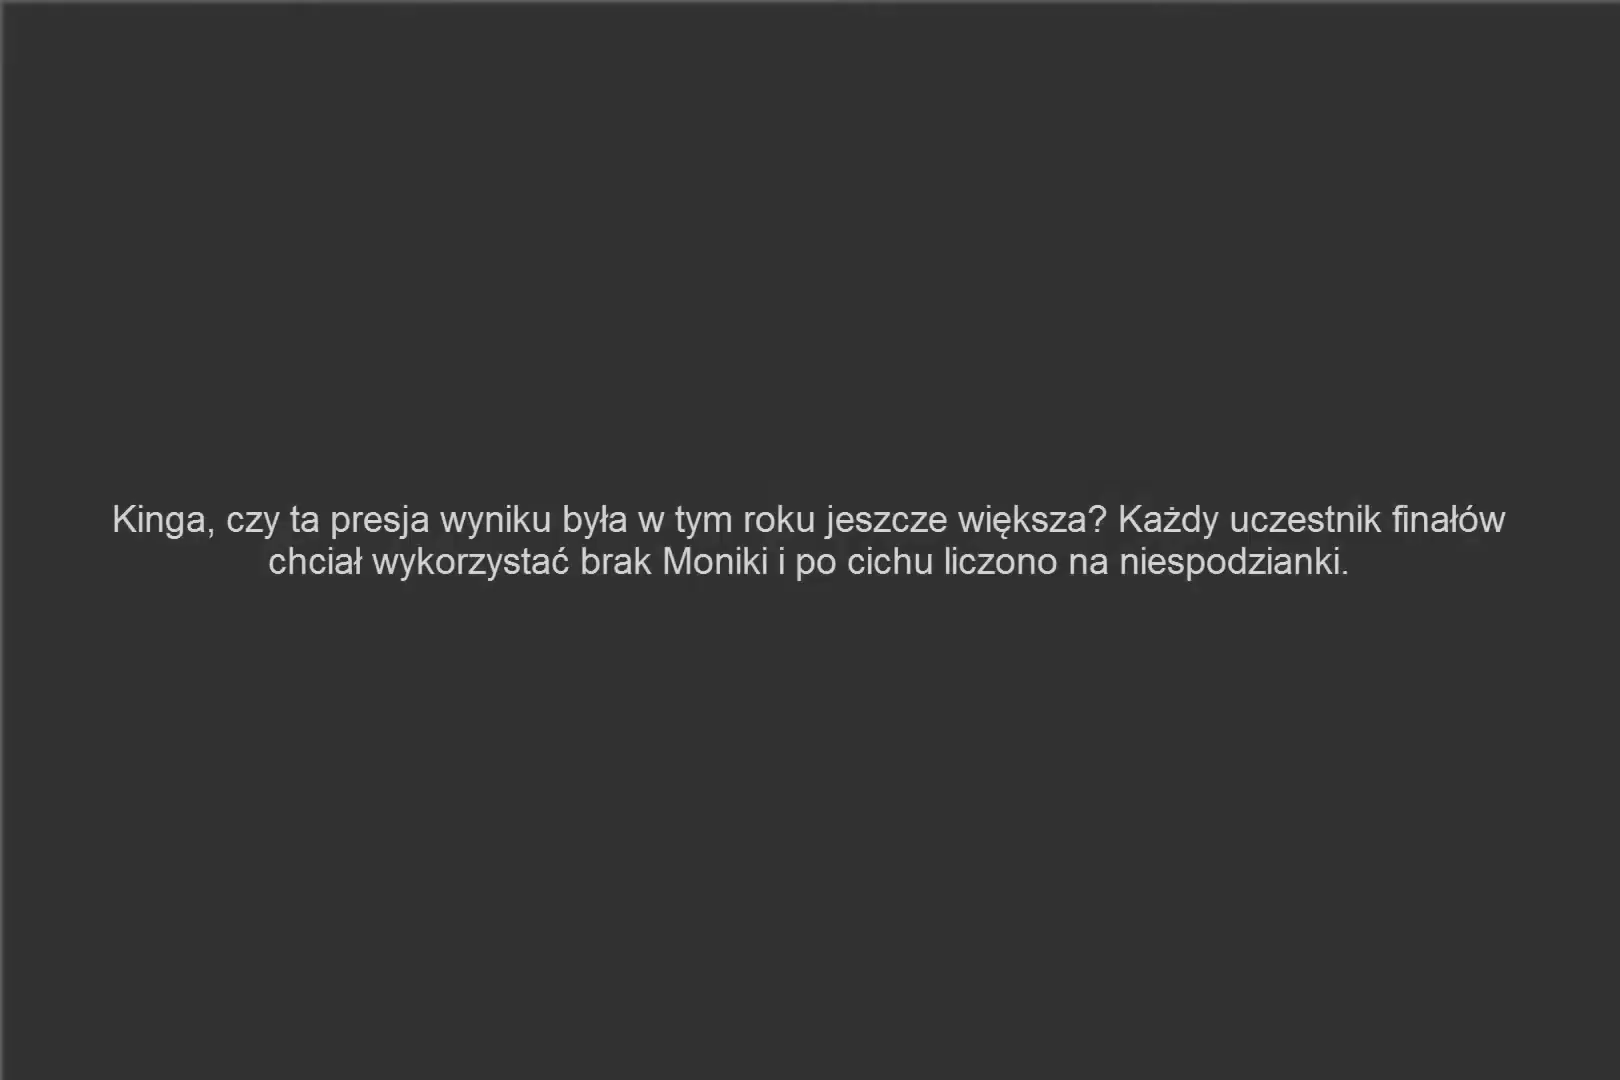 Kinga, czy ta presja wyniku była w tym roku jeszcze większa? Każdy uczestnik finałów
chciał wykorzystać brak Moniki i po cichu liczono na niespodzianki.